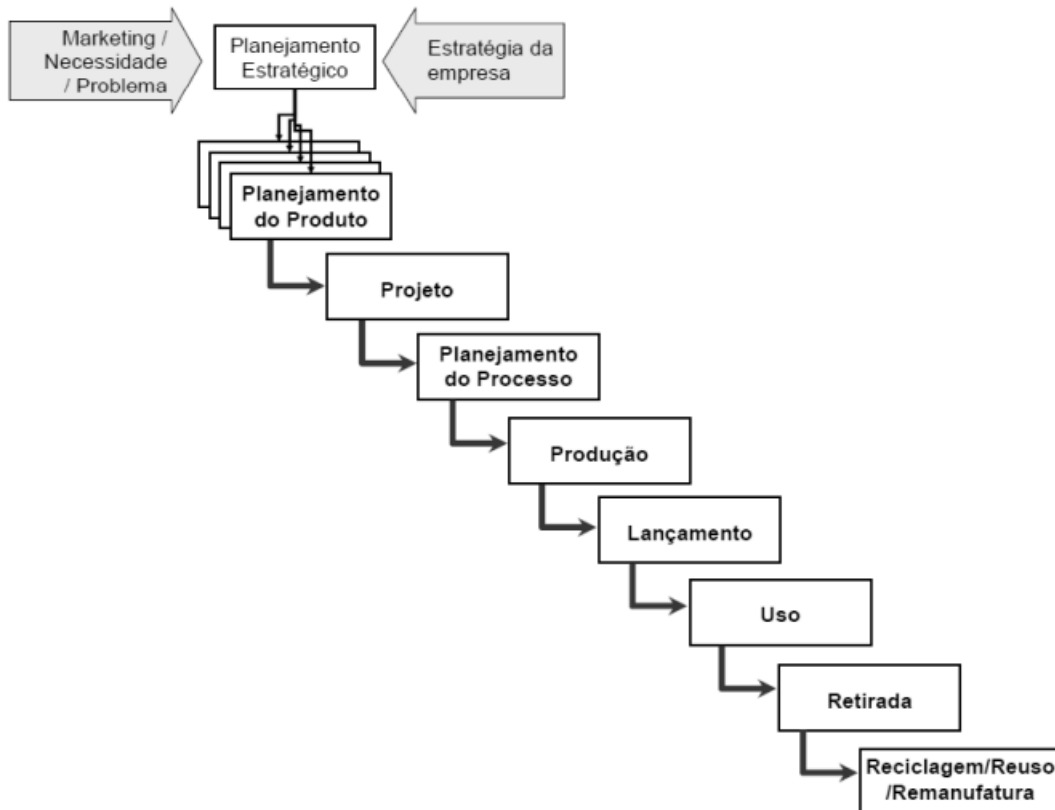 Marketing /
Necessidade
/ Problema
Planejamento
Estratégico
Estratégia da
empresa
Planejamento
do Produto
Projeto
Planejamento
do Processo
Produção
Lançamento
Uso
Retirada
Reciclagem/Reuso
/Remanufatura